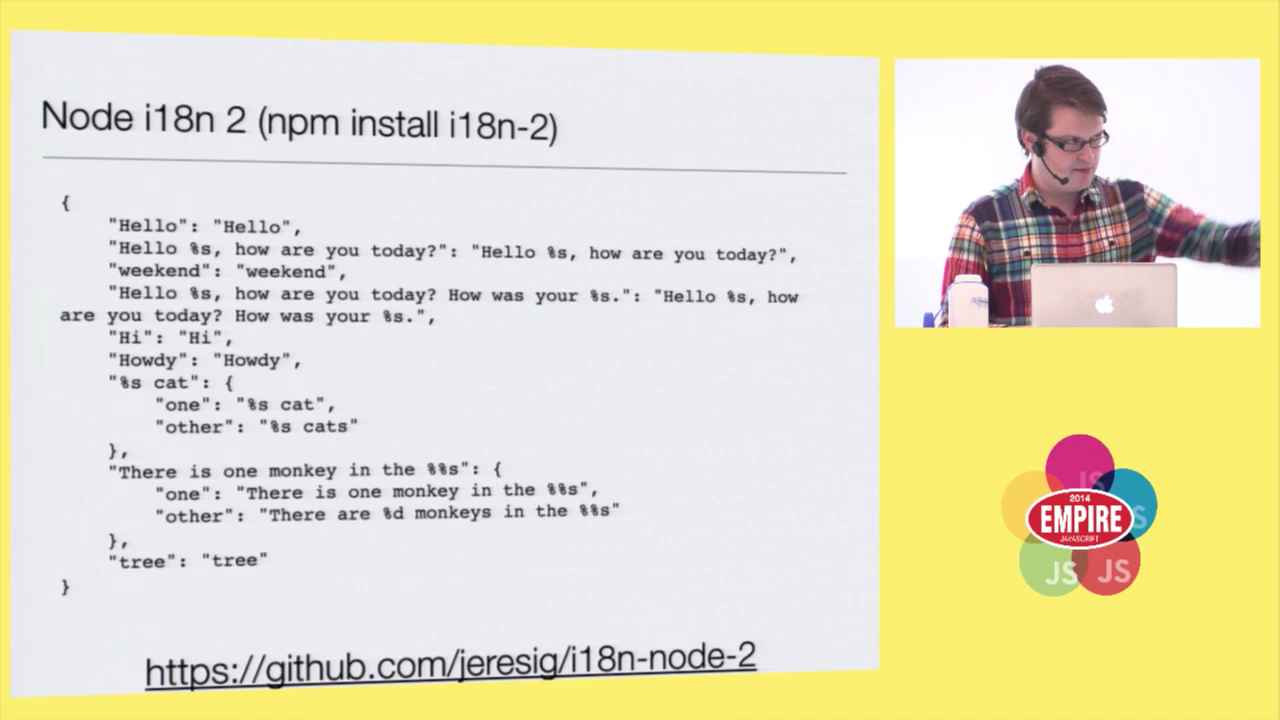 Node i18n 2 (npm install i18n-2)
{
    "Hello": "Hello",
    "Hello %s, how are you today?": "Hello %s, how are you today?",
    "weekend": "weekend",
    "Hello %s, how are you today? How was your %s.": "Hello %s, how
are you today? How was your %s.",
    "Hi": "Hi",
    "Howdy": "Howdy",
    "%s cat": {
        "one": "%s cat",
        "other": "%s cats"
    },
    "There is one monkey in the %%s": {
        "one": "There is one monkey in the %%s",
        "other": "There are %d monkeys in the %%s"
    },
    "tree": "tree"
}
https://github.com/jeresig/i18n-node-2
JS
2014
EMPIRE
JAVASCRIPT
S
JS
JS